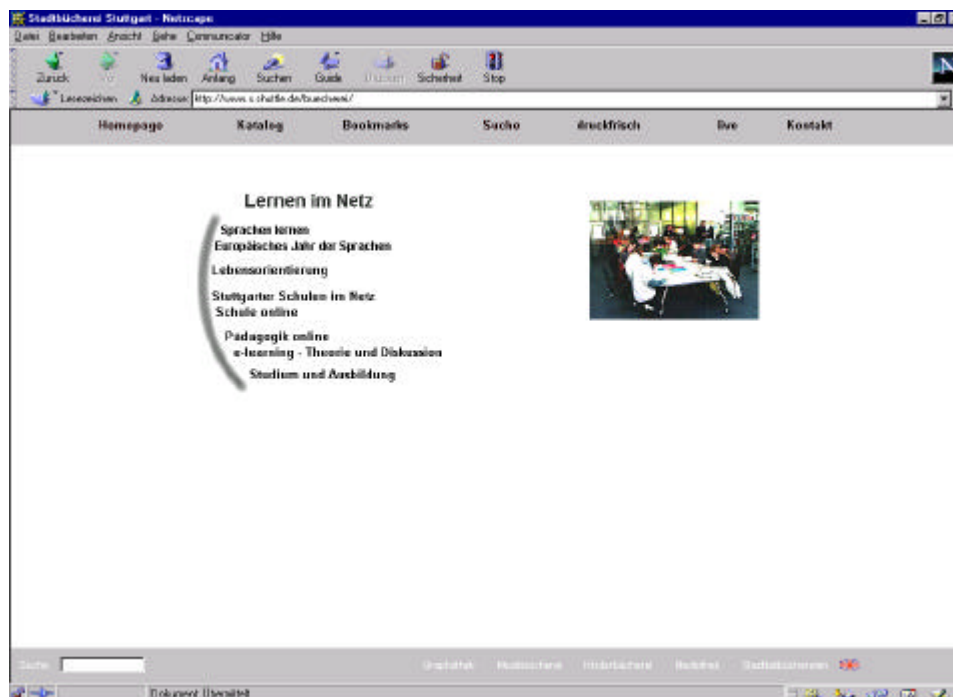 Stadtbücherei Stuttgart - Netscape
Datei Bearbeiten Ansicht Gehe Communicator Hilfe
Zurück Vor Neu laden Anfang Suchen Guide Drucken Sicherheit Stop
Lesezeichen Adresse http://www.s.shuttle.de/buecherei/
Homepage Katalog Bookmarks Suche druckfrisch live Kontakt
Lernen im Netz
Sprachen lernen
Europäisches Jahr der Sprachen
Lebensorientierung
Stuttgarter Schulen im Netz
Schule online
Pädagogik online
e-learning - Theorie und Diskussion
Studium und Ausbildung
Suche Graphothek Musikbücherei Kinderbücherei
Dokument Übermittelt